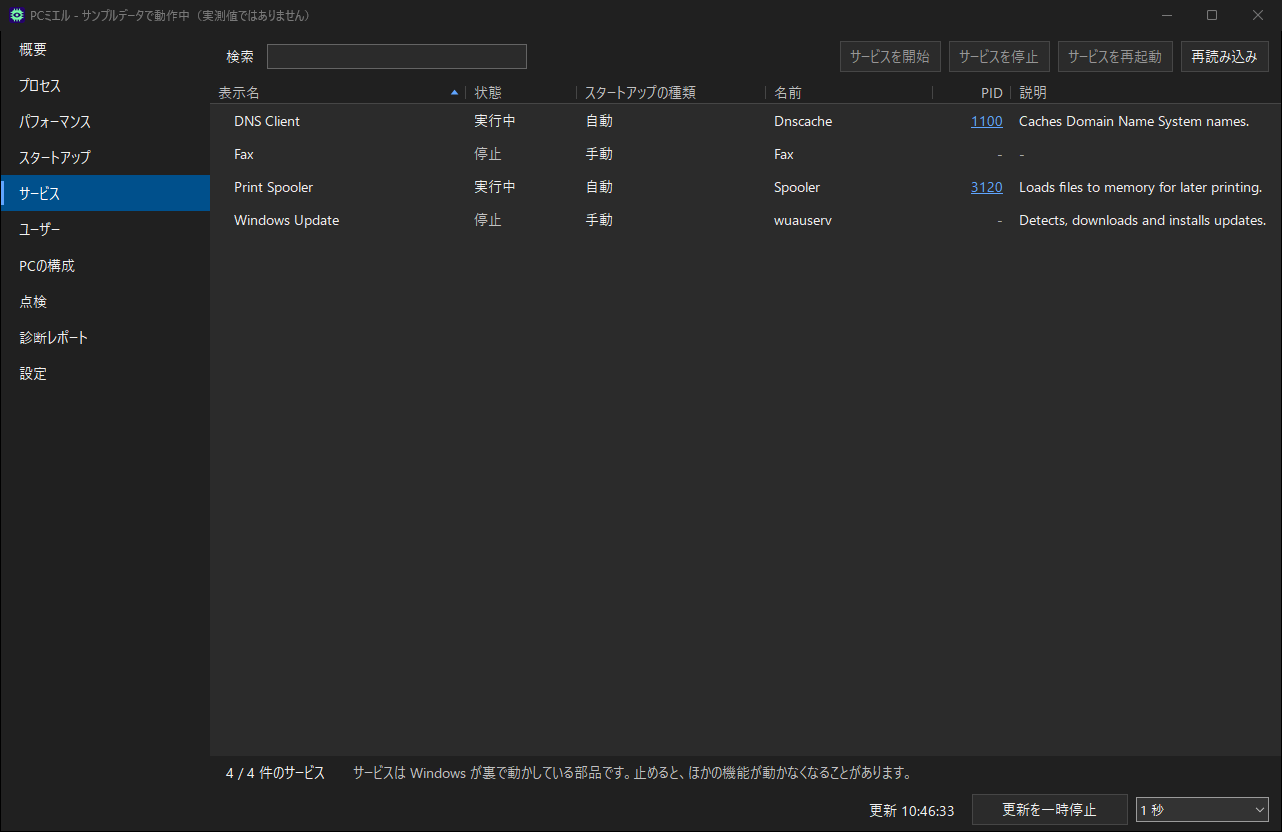 PCミエル - サンプルデータで動作中（実測値ではありません）
概要
プロセス
パフォーマンス
スタートアップ
サービス
ユーザー
PCの構成
点検
診断レポート
設定
検索
サービスを開始 サービスを停止 サービスを再起動 再読み込み
表示名 状態 スタートアップの種類 名前 PID 説明
DNS Client 実行中 自動 Dnscache 1100 Caches Domain Name System names.
Fax 停止 手動 Fax - -
Print Spooler 実行中 自動 Spooler 3120 Loads files to memory for later printing.
Windows Update 停止 手動 wuauserv - Detects, downloads and installs updates.
4 / 4 件のサービス サービスは Windows が裏で動かしている部品です。止めると、ほかの機能が動かなくなることがあります。
更新 10:46:33 更新を一時停止 1 秒